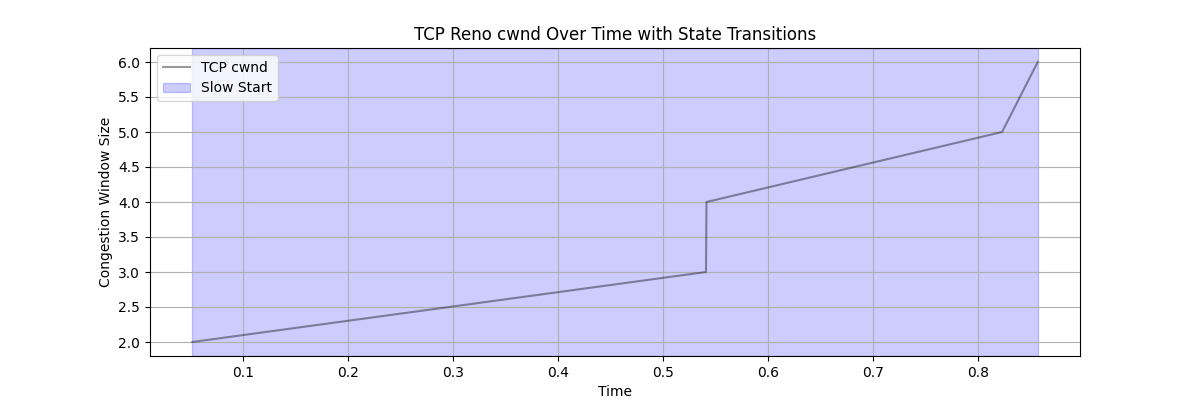 TCP Reno cwnd Over Time with State Transitions
TCP cwnd
Slow Start
Congestion Window Size
6.0
5.5
5.0
4.5
4.0
3.5
3.0
2.5
2.0
0.1 0.2 0.3 0.4 0.5 0.6 0.7 0.8
Time